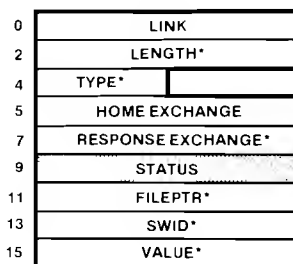 0 LINK
2 LENGTH*
4 TYPE*
5 HOME EXCHANGE
7 RESPONSE EXCHANGE*
9 STATUS
11 FILEPTR*
13 SWID*
15 VALUE*